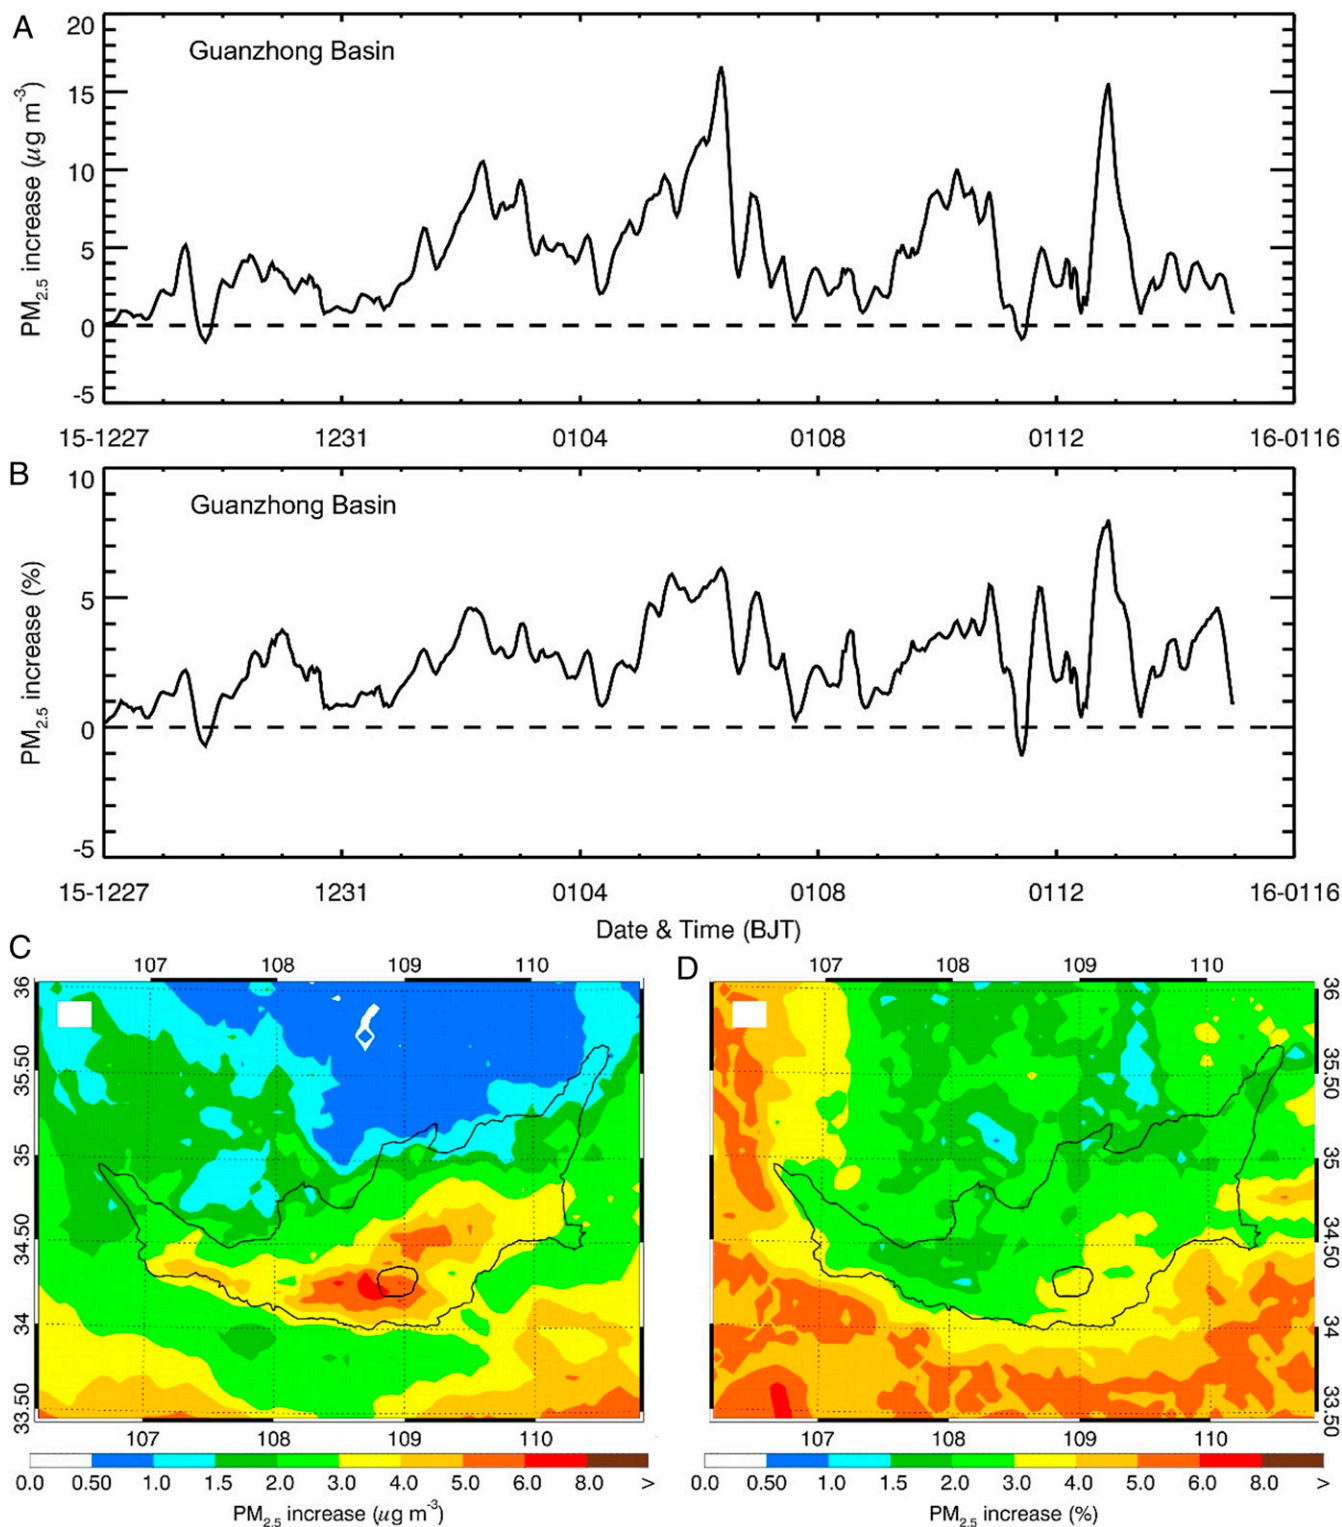 A
Guanzhong Basin
PM2.5 increase (μg m-3)
20
15
10
5
0
-5
15-1227 1231 0104 0108 0112 16-0116
B
Guanzhong Basin
PM2.5 increase (%)
10
5
0
-5
15-1227 1231 0104 0108 0112 16-0116
Date & Time (BJT)
C
107 108 109 110
36
35.50
35
34.50
34
33.50
107 108 109 110
0.0 0.50 1.0 1.5 2.0 3.0 4.0 5.0 6.0 8.0 >
PM2.5 increase (μg m-3)
D
107 108 109 110
36
35.50
35
34.50
34
33.50
107 108 109 110
0.0 0.50 1.0 1.5 2.0 3.0 4.0 5.0 6.0 8.0 >
PM2.5 increase (%)